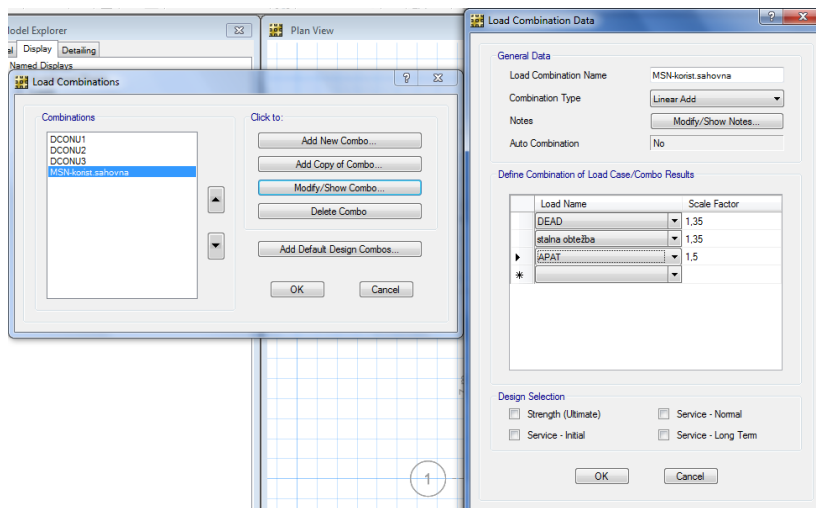 Model Explorer
Display
Detailing
Named Displays
Plan View
Load Combinations
Combinations
DCONU1
DCONU2
DCONU3
MSN-korist.sahovna
Click to:
Add New Combo...
Add Copy of Combo...
Modify/Show Combo...
Delete Combo
Add Default Design Combos...
OK
Cancel
1
Load Combination Data
General Data
Load Combination Name
MSN-korist.sahovna
Combination Type
Linear Add
Notes
Modify/Show Notes...
Auto Combination
No
Define Combination of Load Case/Combo Results
Load Name Scale Factor
DEAD 1,35
stalna obtežba 1,35
APAT 1,5
Design Selection
Strength (Ultimate)
Service - Normal
Service - Initial
Service - Long Term
OK
Cancel